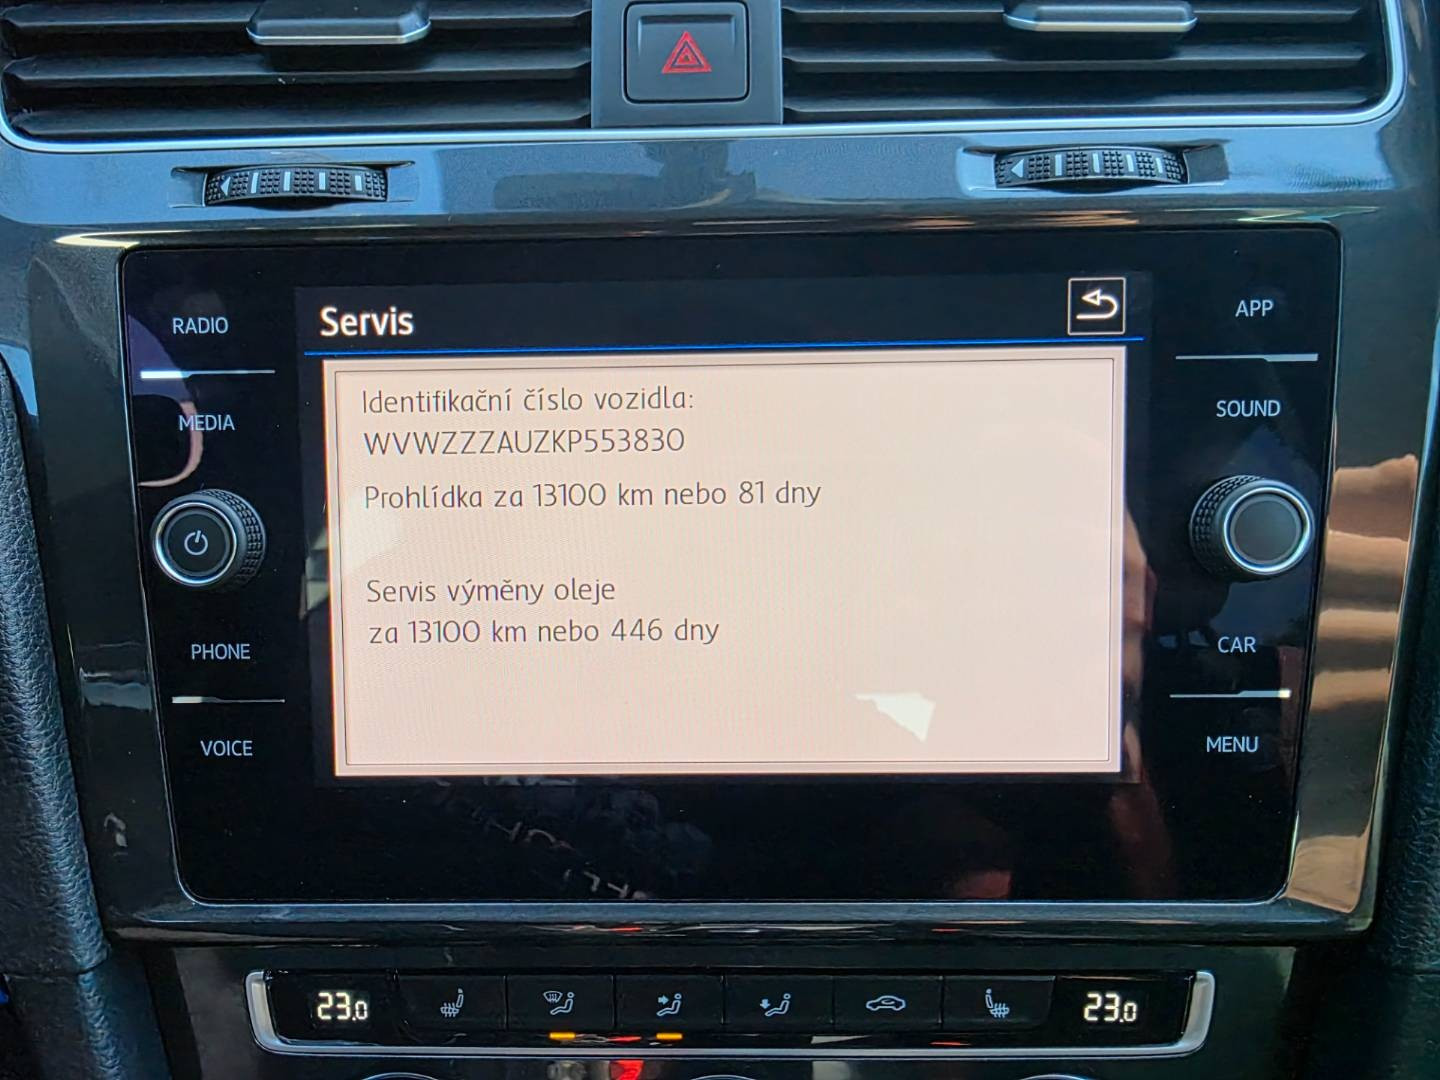 Servis
RADIO
APP
MEDIA
SOUND
Identifikační číslo vozidla:
WVWZZZAUZKP553830
Prohlídka za 13100 km nebo 81 dny
Servis výměny oleje
za 13100 km nebo 446 dny
PHONE
CAR
VOICE
MENU
23.0
23.0